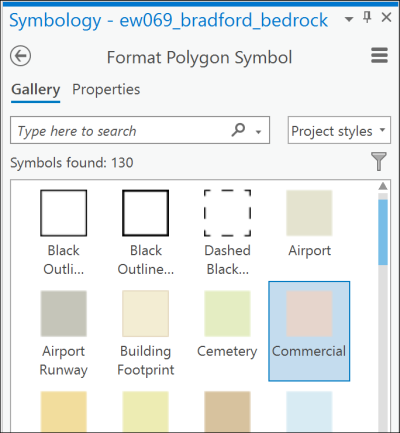 Symbology - ew069_bradford_bedrock
Format Polygon Symbol
Gallery Properties
Type here to search
Project styles
Symbols found: 130
Black Outli...
Black Outline...
Dashed Black...
Airport
Airport Runway
Building Footprint
Cemetery
Commercial